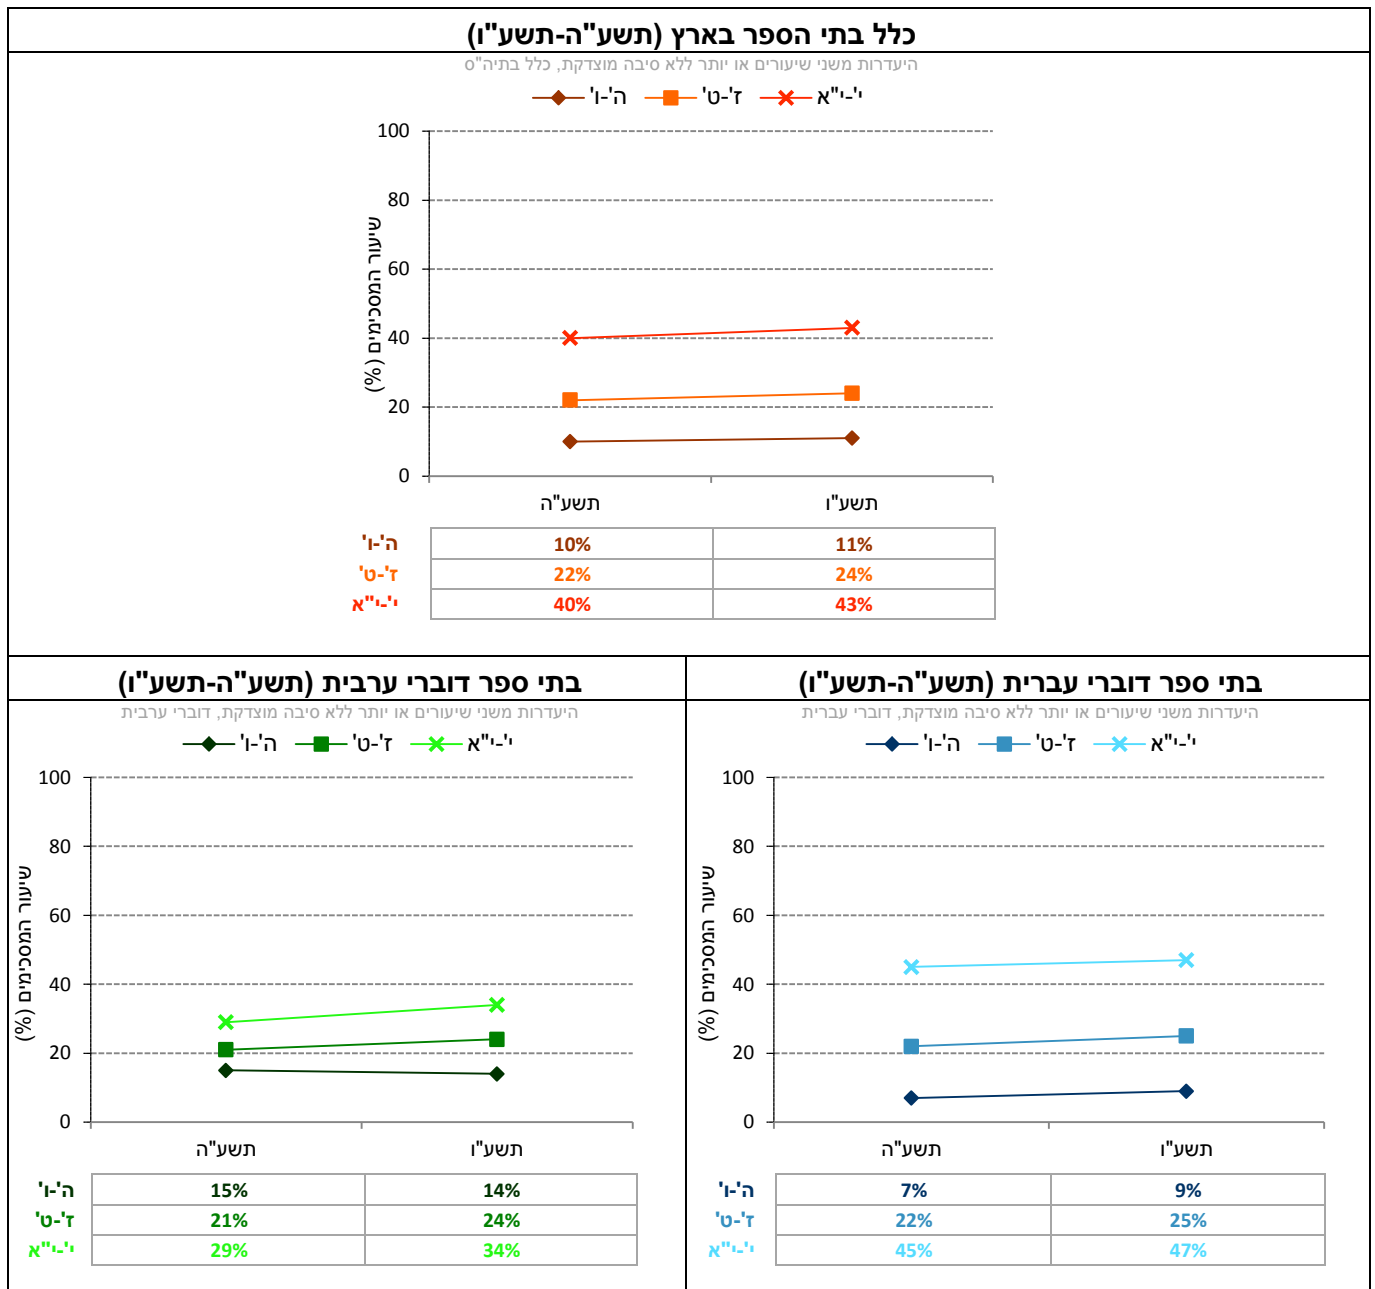 כלל בתי הספר בארץ (תשע"ה-תשע"ו)
היעדרות משני שיעורים או יותר ללא סיבה מוצדקת, כלל בתיה"ס
ה'-ו' ז'-ט' י'-י"א
שיעור המסכימים (%)
100
80
60
40
20
0
תשע"ה תשע"ו
ה'-ו' 10% 11%
ז'-ט' 22% 24%
י'-י"א 40% 43%
בתי ספר דוברי עברית (תשע"ה-תשע"ו)
היעדרות משני שיעורים או יותר ללא סיבה מוצדקת, דוברי עברית
ה'-ו' ז'-ט' י'-י"א
שיעור המסכימים (%)
100
80
60
40
20
0
תשע"ה תשע"ו
ה'-ו' 7% 9%
ז'-ט' 22% 25%
י'-י"א 45% 47%
בתי ספר דוברי ערבית (תשע"ה-תשע"ו)
היעדרות משני שיעורים או יותר ללא סיבה מוצדקת, דוברי ערבית
ה'-ו' ז'-ט' י'-י"א
שיעור המסכימים (%)
100
80
60
40
20
0
תשע"ה תשע"ו
ה'-ו' 15% 14%
ז'-ט' 21% 24%
י'-י"א 29% 34%